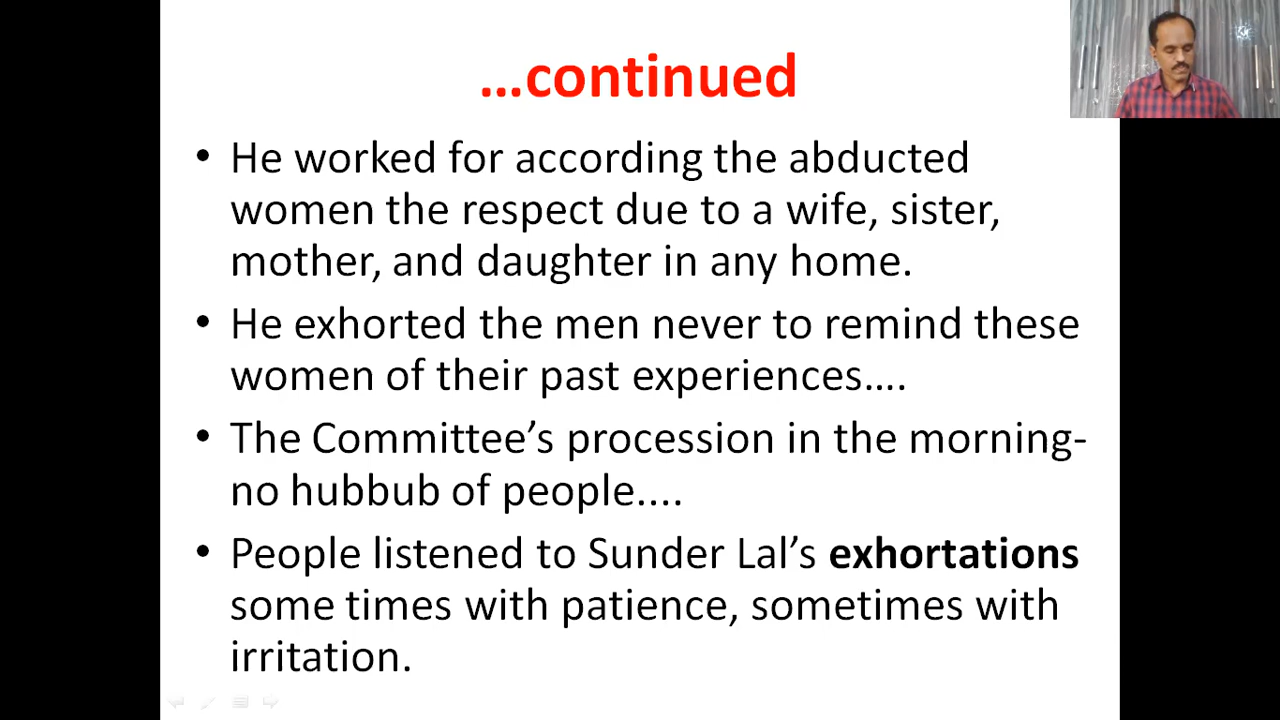 ...continued
• He worked for according the abducted
women the respect due to a wife, sister,
mother, and daughter in any home.
• He exhorted the men never to remind these
women of their past experiences....
• The Committee’s procession in the morning-
no hubbub of people....
• People listened to Sunder Lal’s exhortations
some times with patience, sometimes with
irritation.